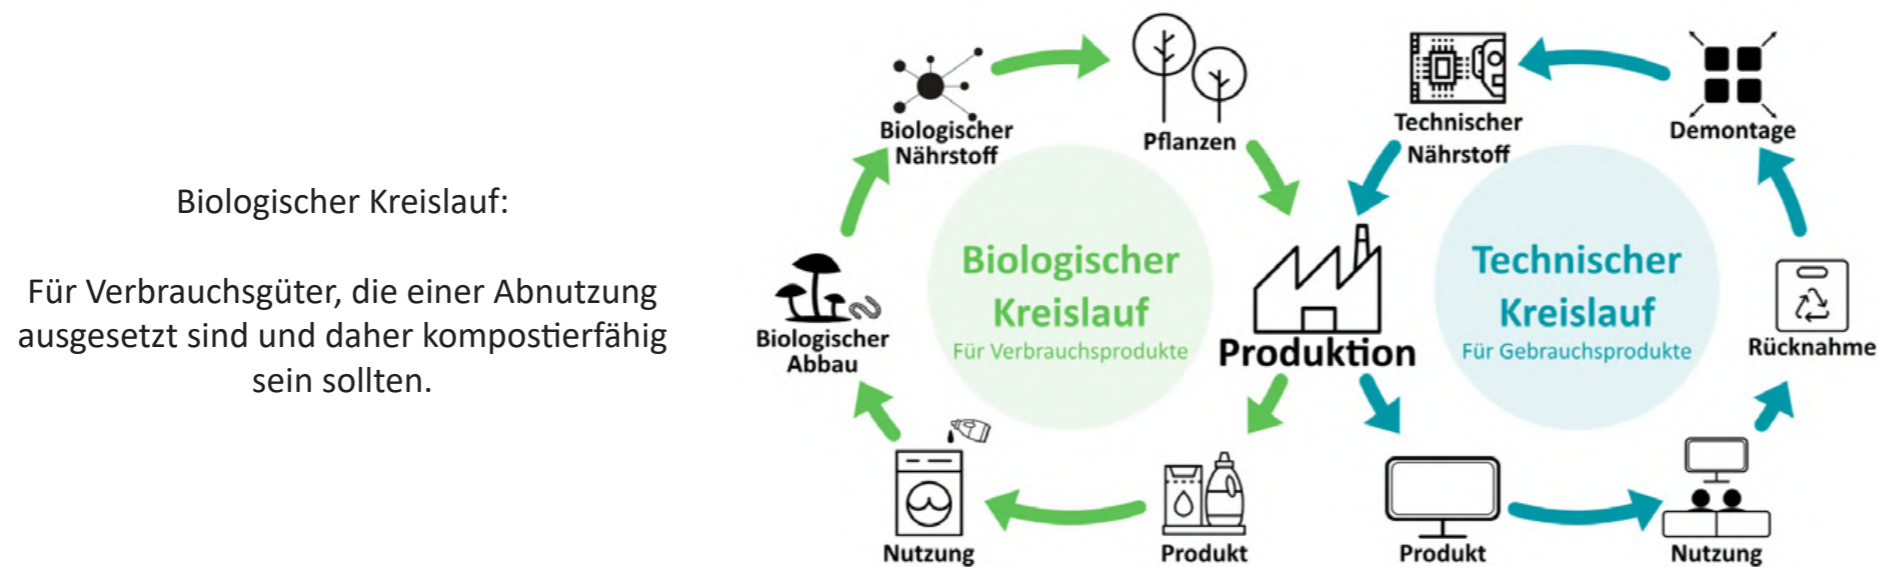 Biologischer Kreislauf:
Für Verbrauchsgüter, die einer Abnutzung
ausgesetzt sind und daher kompostierfähig
sein sollten.
Biologischer
Nährstoff
Pflanzen
Biologischer
Kreislauf
Für Verbrauchsprodukte
Biologischer
Abbau
Nutzung
Produkt
Produktion
Technischer
Nährstoff
Demontage
Technischer
Kreislauf
Für Gebrauchsprodukte
Rücknahme
Produkt
Nutzung